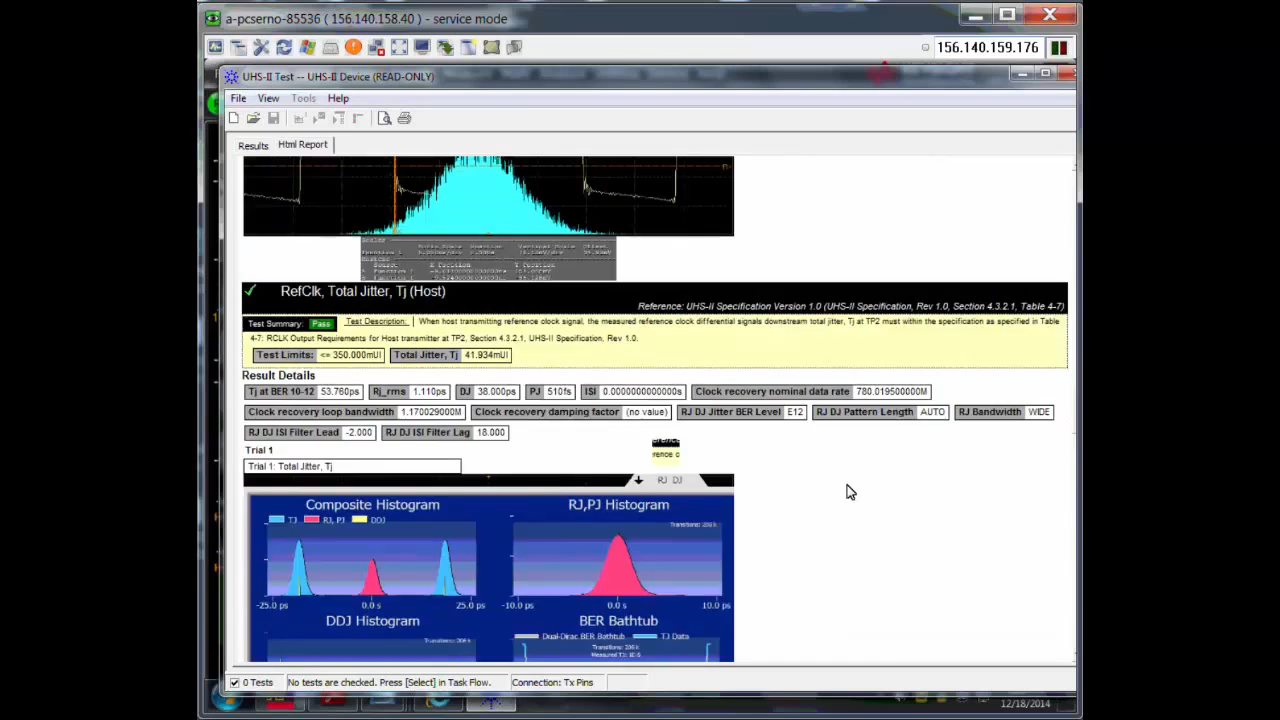 a-pcserno-85536 ( 156.140.158.40 ) - service mode
156.140.159.176
UHS-II Test -- UHS-II Device (READ-ONLY)
File View Tools Help
Results Html Report
RefClk, Total Jitter, Tj (Host)
Reference: UHS-II Specification Version 1.0 (UHS-II Specification, Rev 1.0, Section 4.3.2.1, Table 4-7)
Test Summary: Pass Test Description: When host transmitting reference clock signal, the measured reference clock differential signals downstream total jitter, Tj at TP2 must within the specification as specified in Table
4-7: RCLK Output Requirements for Host transmitter at TP2, Section 4.3.2.1, UHS-II Specification, Rev 1.0.
Test Limits: <= 350.000mUI Total Jitter, Tj 41.934mUI
Result Details
Tj at BER 10-12 53.760ps Rj_rms 1.110ps DJ 38.000ps PJ 510fs ISI 0.000000000000s Clock recovery nominal data rate 780.019500000M
Clock recovery loop bandwidth 1.170029000M Clock recovery damping factor (no value) RJ DJ Jitter BER Level E12 RJ DJ Pattern Length AUTO RJ Bandwidth WIDE
RJ DJ ISI Filter Lead -2.000 RJ DJ ISI Filter Lag 18.000
Trial 1
rence o
Trial 1: Total Jitter, Tj
RJ DJ
Composite Histogram RJ,PJ Histogram
TJ RJ, PJ DDJ
-25.0 ps 0.0 s 25.0 ps -10.0 ps 0.0 s 10.0 ps
DDJ Histogram BER Bathtub
Dual-Dirac BER Bathtub TJ Data
0 Tests No tests are checked. Press [Select] in Task Flow. Connection: Tx Pins
12/18/2014